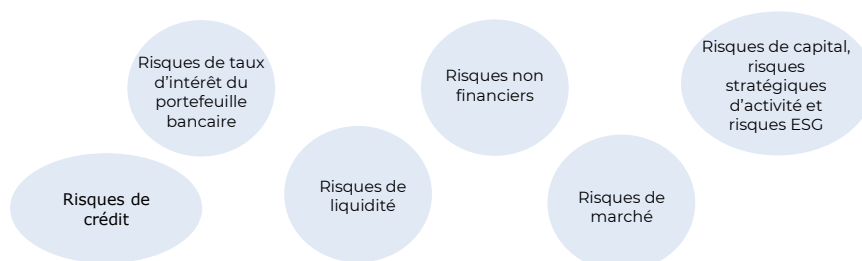 Risques de taux
d'intérêt du
portefeuille
bancaire
Risques non
financiers
Risques de capital,
risques
stratégiques
d'activité et
risques ESG
Risques de
crédit
Risques de
liquidité
Risques de
marché